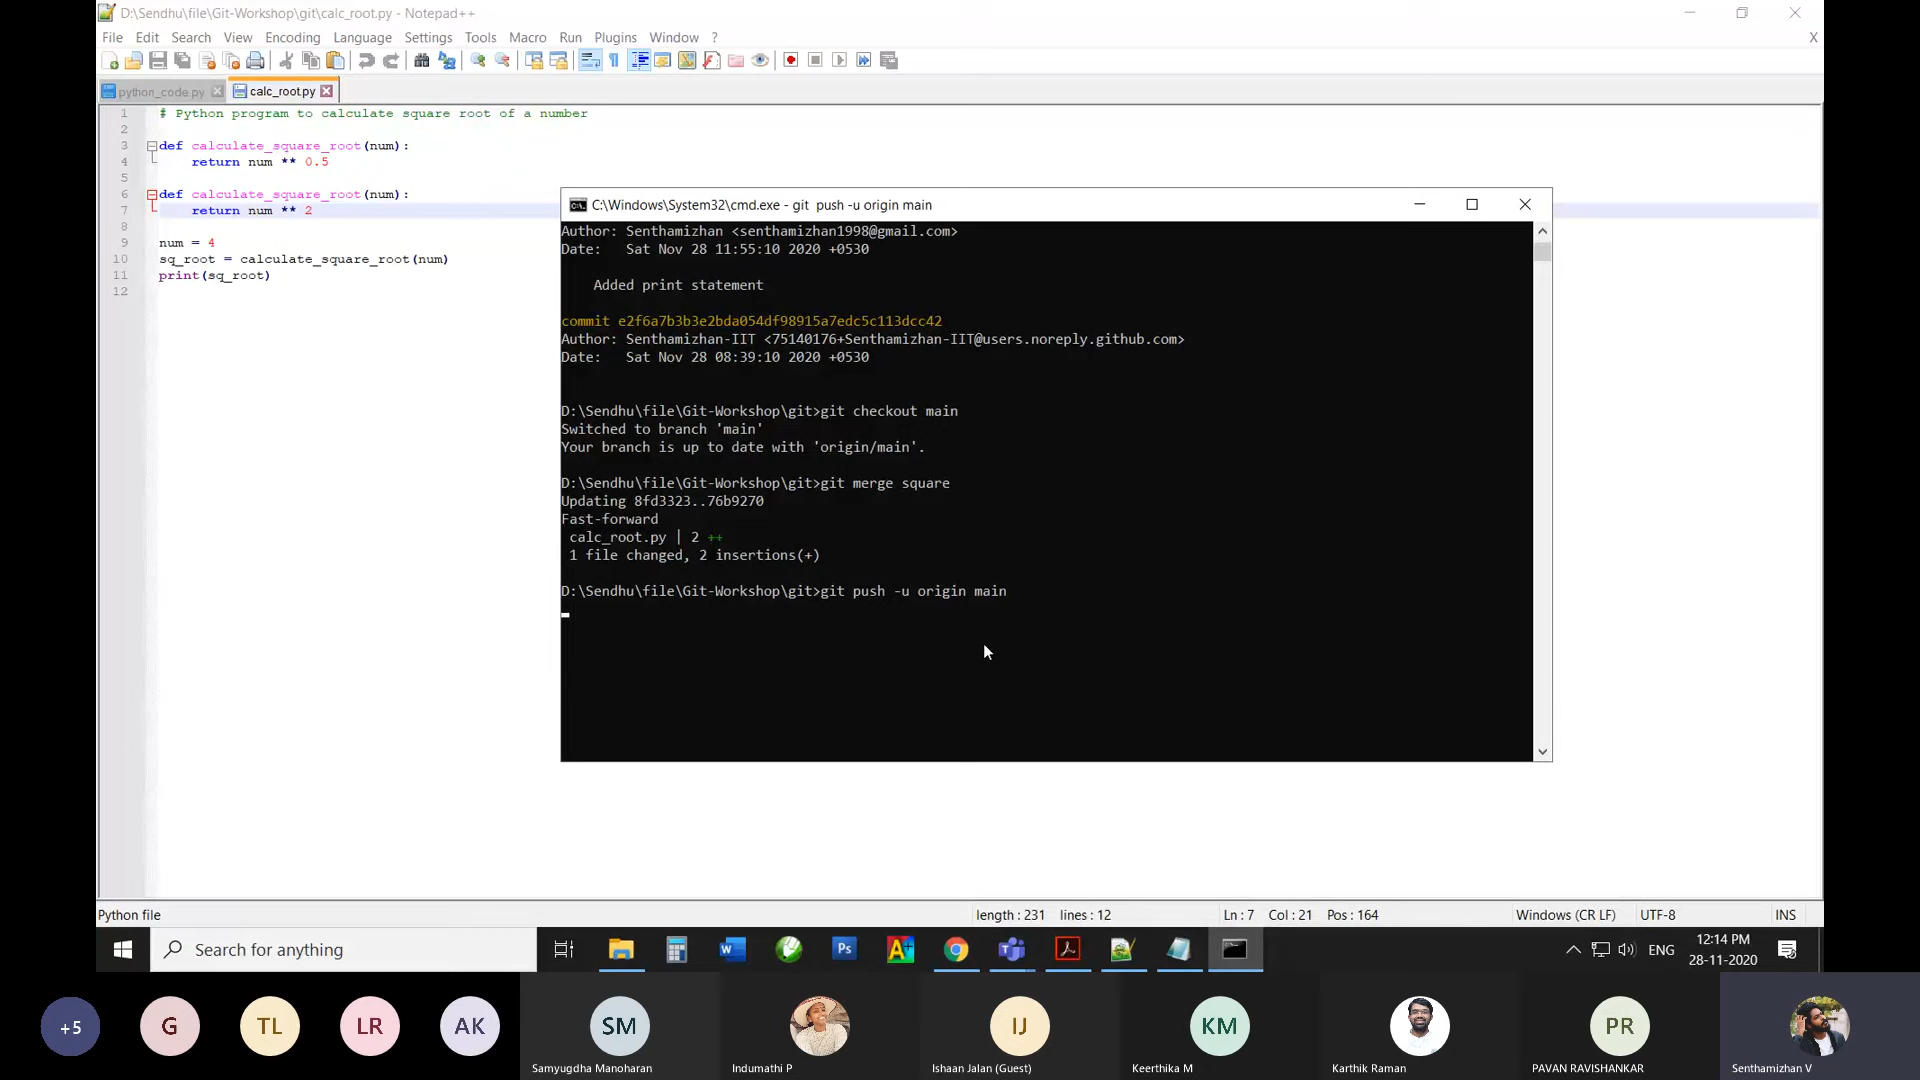 D:\Sendhu\file\Git-Workshop\git\calc_root.py - Notepad++
File Edit Search View Encoding Language Settings Tools Macro Run Plugins Window ? X
python_code.py calc_root.py
1 # Python program to calculate square root of a number
2
3 def calculate_square_root(num):
4 return num ** 0.5
5
6 def calculate_square_root(num):
7 return num ** 2
8
9 num = 4
10 sq_root = calculate_square_root(num)
11 print(sq_root)
12
C:\Windows\System32\cmd.exe - git push -u origin main
Author: Senthamizhan <senthamizhan1998@gmail.com>
Date: Sat Nov 28 11:55:10 2020 +0530
Added print statement
commit e2f6a7b3b3e2bda054df98915a7edc5c113dcc42
Author: Senthamizhan-IIT <75140176+Senthamizhan-IIT@users.noreply.github.com>
Date: Sat Nov 28 08:39:10 2020 +0530
D:\Sendhu\file\Git-Workshop\git>git checkout main
Switched to branch 'main'
Your branch is up to date with 'origin/main'.
D:\Sendhu\file\Git-Workshop\git>git merge square
Updating 8fd3323..76b9270
Fast-forward
calc_root.py | 2 ++
1 file changed, 2 insertions(+)
D:\Sendhu\file\Git-Workshop\git>git push -u origin main
Python file length : 231 lines : 12 Ln : 7 Col : 21 Pos : 164 Windows (CR LF) UTF-8 INS
Search for anything
Ps
ENG
12:14 PM
28-11-2020
+5 G TL LR AK SM IJ KM PR
Samyugdha Manoharan Indumathi P Ishaan Jalan (Guest) Keerthika M Karthik Raman PAVAN RAVISHANKAR Senthamizhan V